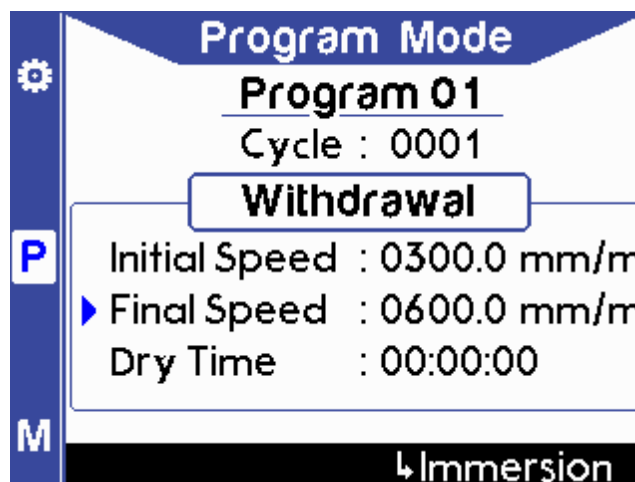 Program Mode
Program 01
Cycle : 0001
Withdrawal
Initial Speed : 0300.0 mm/m
P
Final Speed : 0600.0 mm/m
Dry Time : 00:00:00
M
↳Immersion